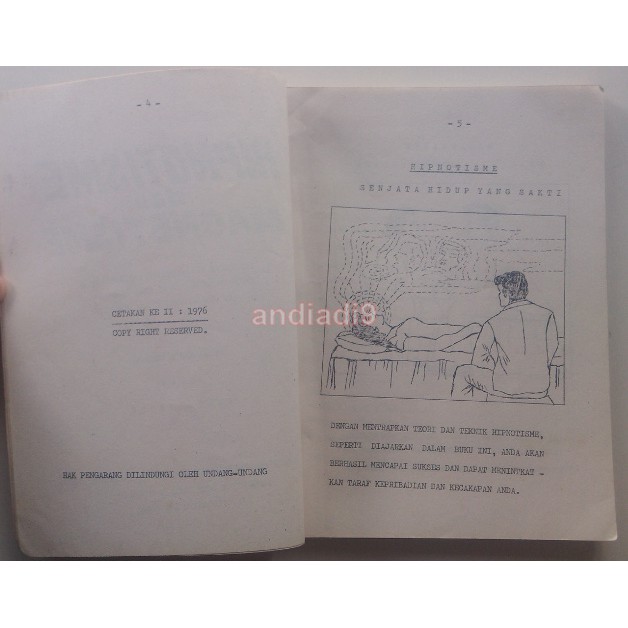 - 4 -
CETAKAN KE II : 1976
COPY RIGHT RESERVED.
HAK PENGARANG DILINDUNGI OLEH UNDANG-UNDANG
- 5 -
HIPNOTISME
SENJATA HIDUP YANG SAKTI
DENGAN MENTRAPKAN TEORI DAN TEKNIK HIPNOTISME,
SEPERTI DIAJARKAN DALAM BUKU INI, ANDA AKAN
BERHASIL MENCAPAI SUKSES DAN DAPAT MENINTKAT -
KAN TARAF KEPRIBADIAN DAN KECAKAPAN ANDA.
andiadi9